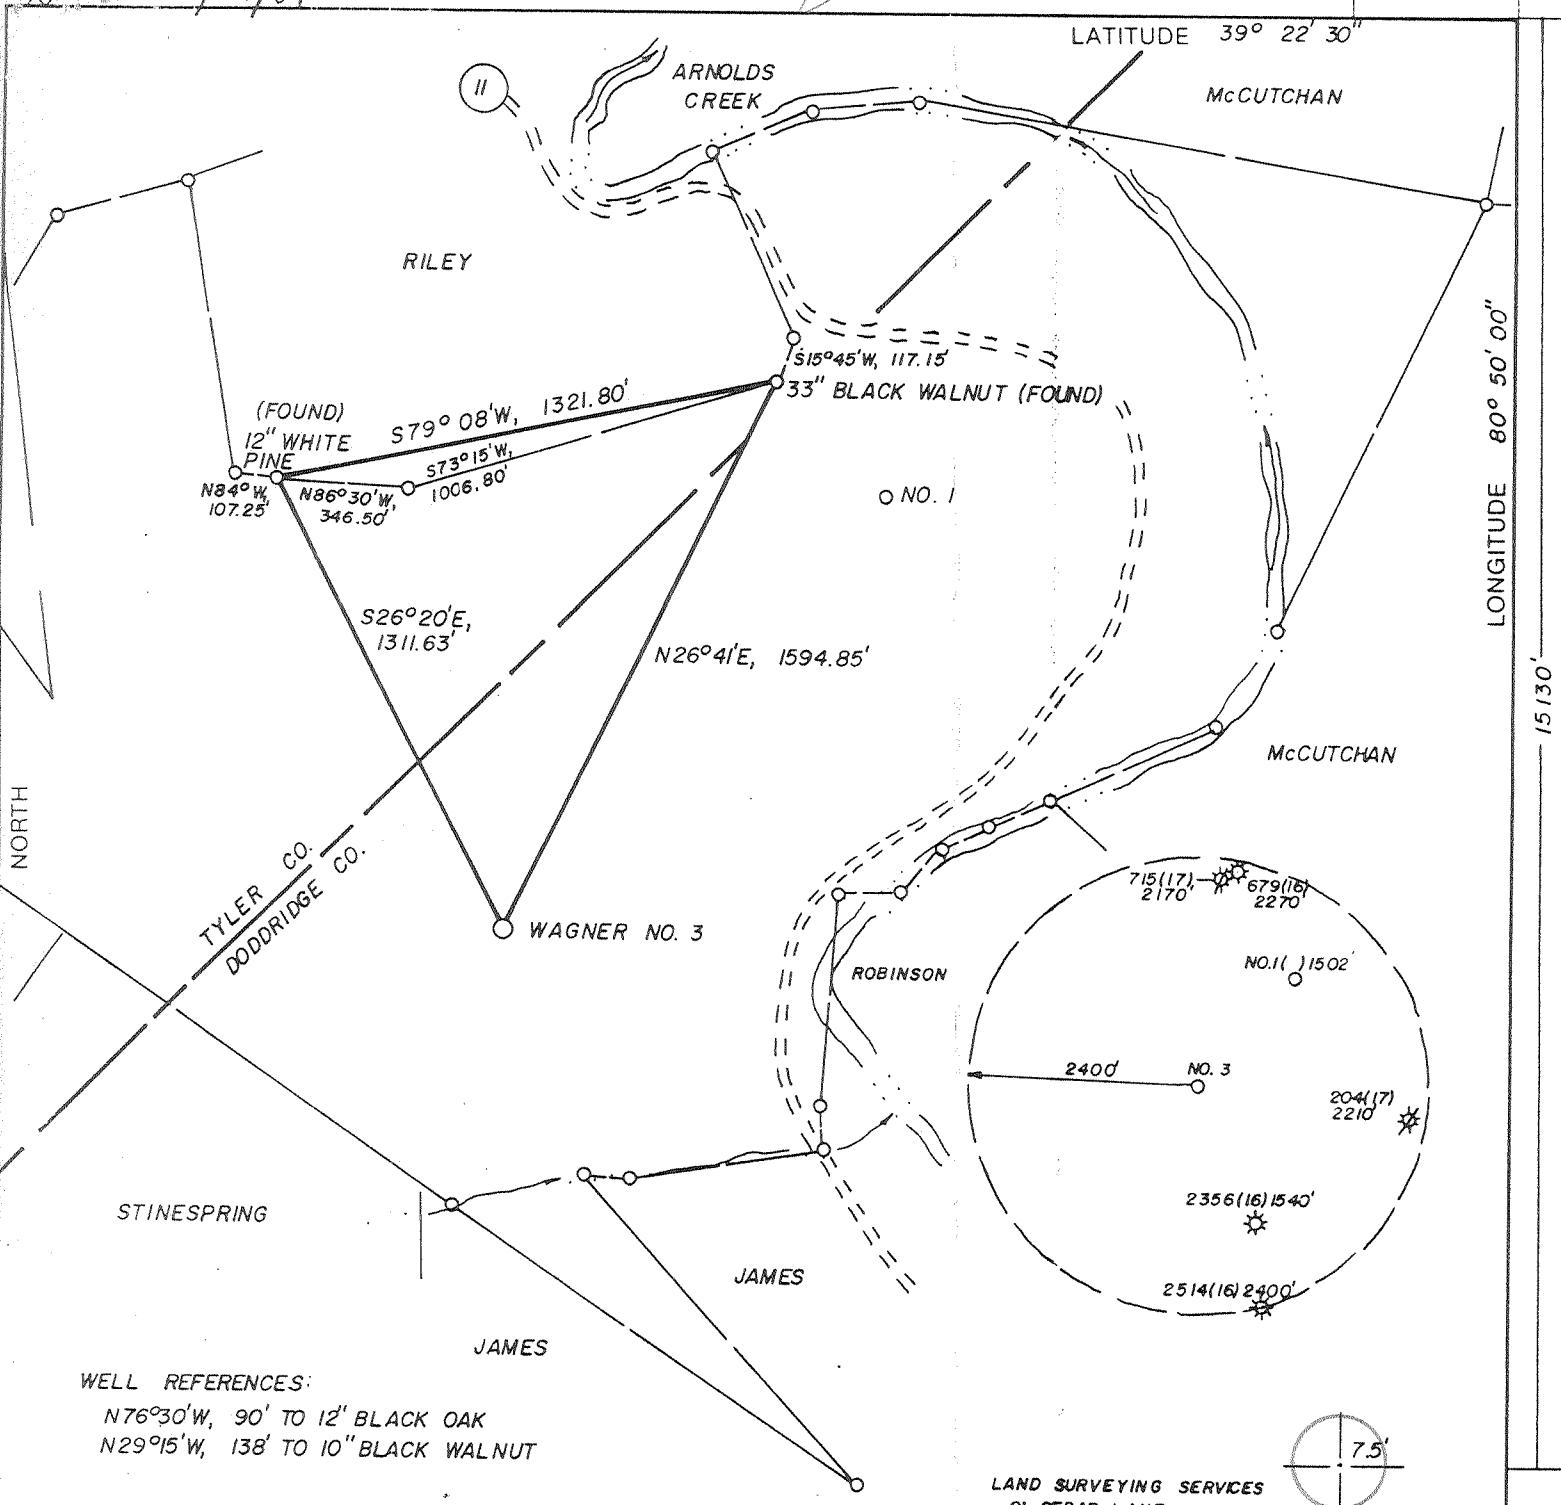 LATITUDE 39° 22' 30"
11
ARNOLDS
CREEK
McCUTCHAN
RILEY
S15°45'W, 117.15'
33" BLACK WALNUT (FOUND)
(FOUND)
12" WHITE
PINE
S79° 08'W, 1321.80'
S73°15'W,
1006.80'
N84°W,
107.25'
N86°30'W,
346.50'
NO. 1
LONGITUDE 80° 50' 00"
15130'
S26°20'E,
1311.63'
N26°41'E, 1594.85'
McCUTCHAN
NORTH
TYLER CO.
DODDRIDGE CO.
WAGNER NO. 3
ROBINSON
715(17)
2170'
679(16)
2270'
NO.1( )1502'
2400'
NO. 3
204(17)
2210'
2356(16)1540'
2514(16)2400'
STINESPRING
JAMES
JAMES
WELL REFERENCES:
N76°30'W, 90' TO 12" BLACK OAK
N29°15'W, 138' TO 10" BLACK WALNUT
7.5'
LAND SURVEYING SERVICES